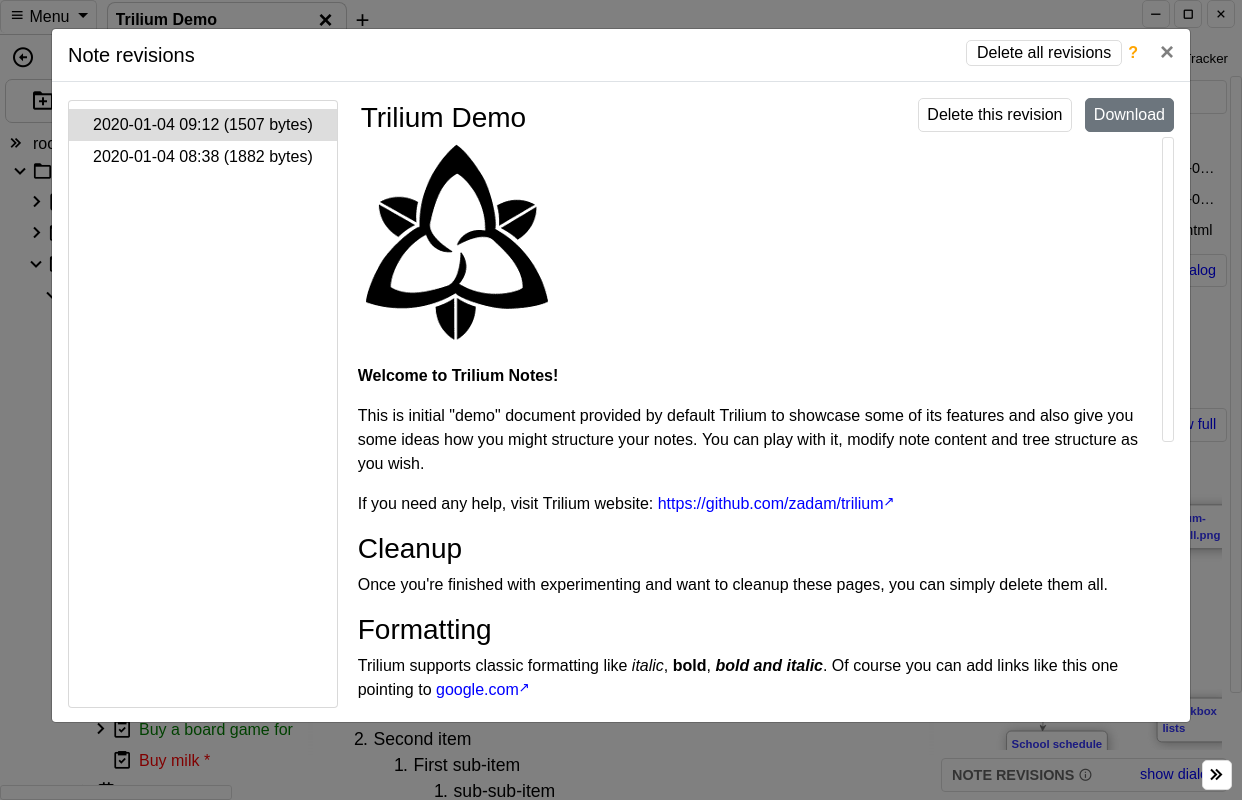 Menu
Trilium Demo
Note revisions
Delete all revisions ?
2020-01-04 09:12 (1507 bytes)
2020-01-04 08:38 (1882 bytes)
Trilium Demo
Delete this revision
Download
Welcome to Trilium Notes!
This is initial "demo" document provided by default Trilium to showcase some of its features and also give you
some ideas how you might structure your notes. You can play with it, modify note content and tree structure as
you wish.
If you need any help, visit Trilium website: https://github.com/zadam/trilium
Cleanup
Once you're finished with experimenting and want to cleanup these pages, you can simply delete them all.
Formatting
Trilium supports classic formatting like italic, bold, bold and italic. Of course you can add links like this one
pointing to google.com
Buy a board game for
Buy milk *
2. Second item
1. First sub-item
1. sub-sub-item
full
lists
School schedule
NOTE REVISIONS
show